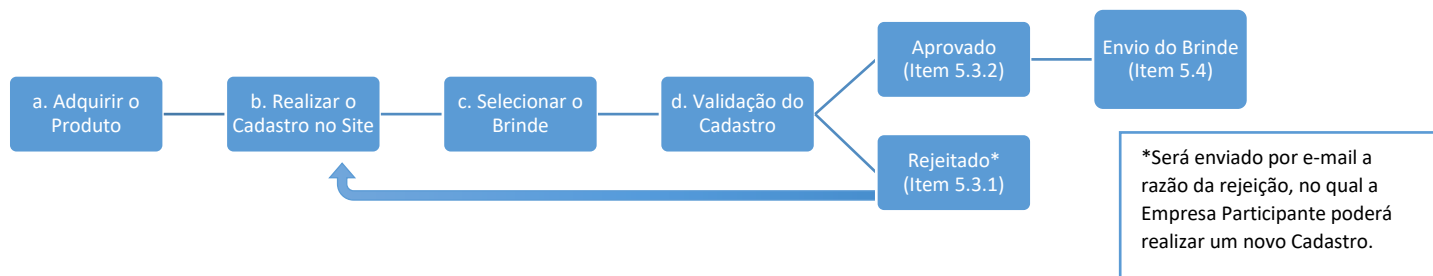 a. Adquirir o
Produto
b. Realizar o
Cadastro no Site
c. Selecionar o
Brinde
d. Validação do
Cadastro
Aprovado
(Item 5.3.2)
Envio do Brinde
(Item 5.4)
Rejeitado*
(Item 5.3.1)
*Será enviado por e-mail a
razão da rejeição, no qual a
Empresa Participante poderá
realizar um novo Cadastro.